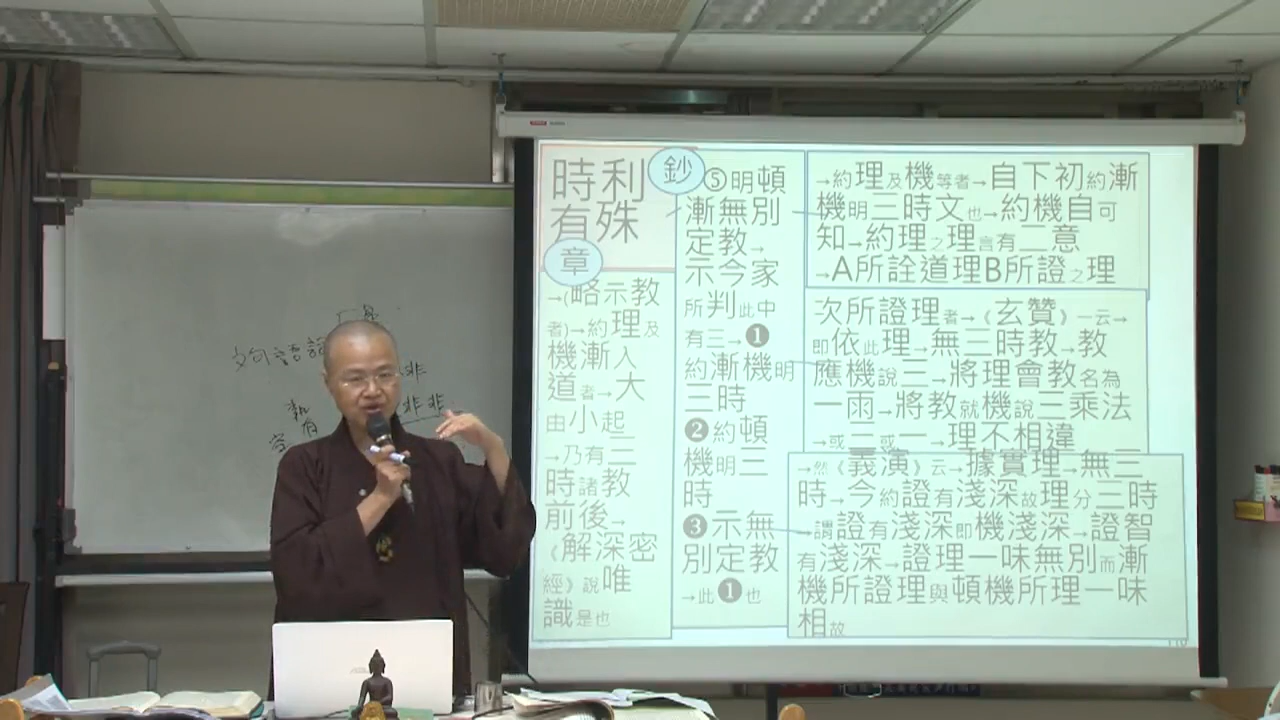 時利
有殊
鈔
章
→(略示教
者)→約理及
機漸入
道者→大
由小起
→乃有三
時諸教
前後→
《解深密
經》說唯
識是也
⑤明頓
漸無別
定教→
示今家
所判此中
有三→❶
約漸機明
三時
❷約頓
機明三
時
❸示無
別定教
→此❶也
→約理及機等者→自下初約漸
機明三時文也→約機自可
知→約理之理言有二意
→A所詮道理B所證之理
次所證理者→《玄贊》一云→
即依此理→無三時教→教
應機說三→將理會教名為
一雨→將教就機說三乘法
→或三或一→理不相違
→然《義演》云→據實理→無三
時→今約證有淺深故理分三時
→謂證有淺深即機淺深→證智
有淺深→證理一味無別而漸
機所證理與頓機所理一味
相故
文句語詞
非
非非
執
有